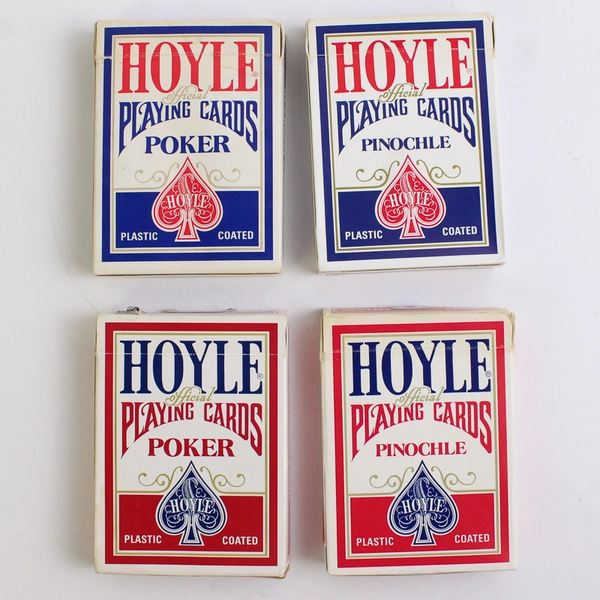 HOYLE®
official
PLAYING CARDS
POKER
HOYLE
PLASTIC COATED
HOYLE®
official
PLAYING CARDS
PINOCHLE
HOYLE
PLASTIC COATED
HOYLE®
official
PLAYING CARDS
POKER
HOYLE
PLASTIC COATED
HOYLE®
official
PLAYING CARDS
PINOCHLE
HOYLE
PLASTIC COATED